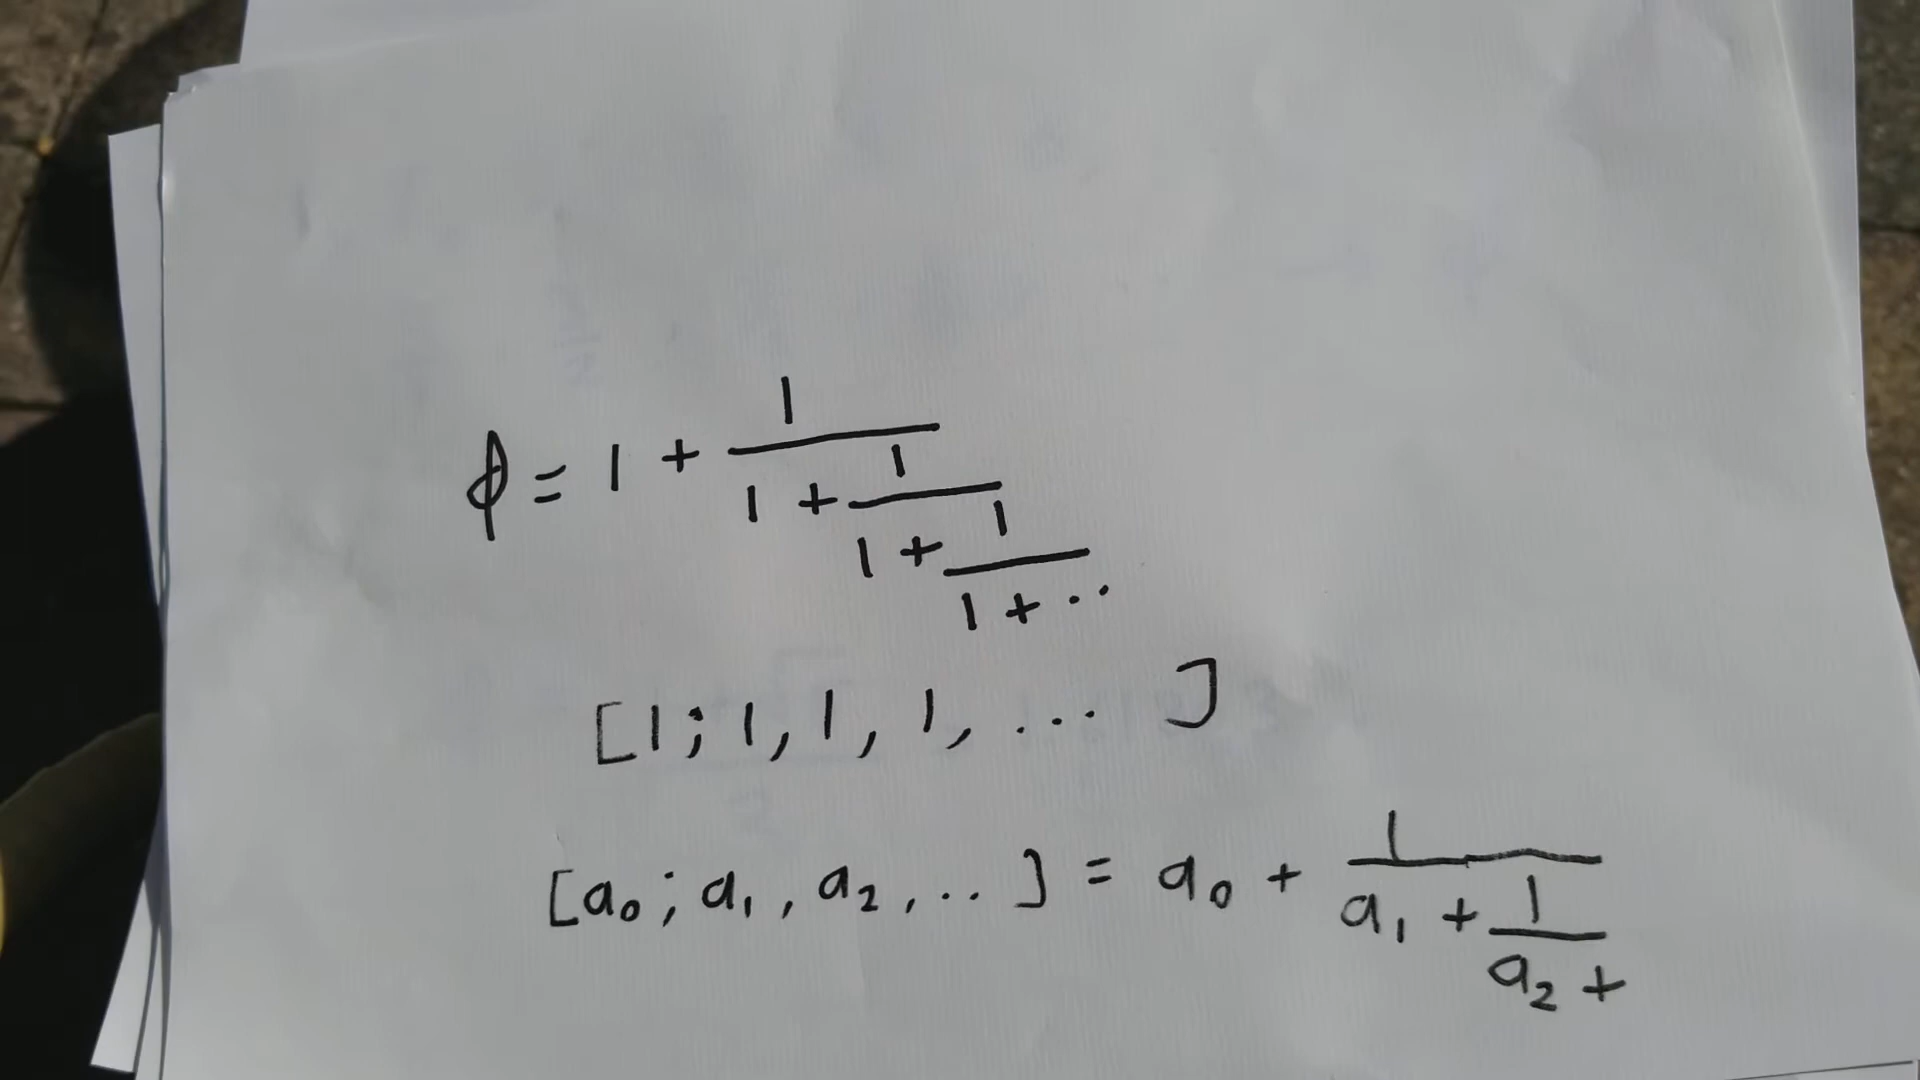 ϕ = 1 + 1/(1 + 1/(1 + 1/(1 + ..
[1; 1, 1, 1, ... ]
[a₀; a₁, a₂, .. ] = a₀ + 1/(a₁ + 1/(a₂ +